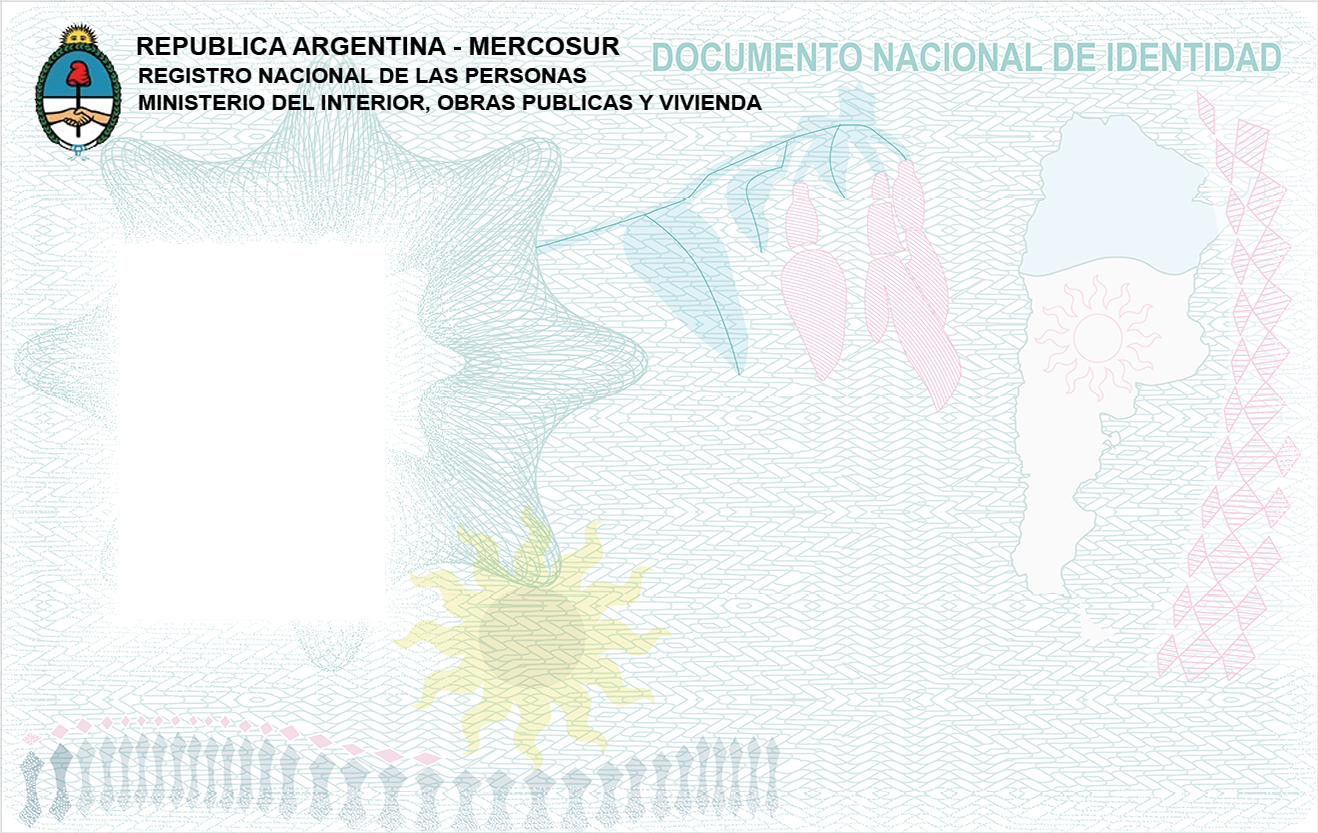 REPUBLICA ARGENTINA - MERCOSUR
DOCUMENTO NACIONAL DE IDENTIDAD
REGISTRO NACIONAL DE LAS PERSONAS
MINISTERIO DEL INTERIOR, OBRAS PUBLICAS Y VIVIENDA